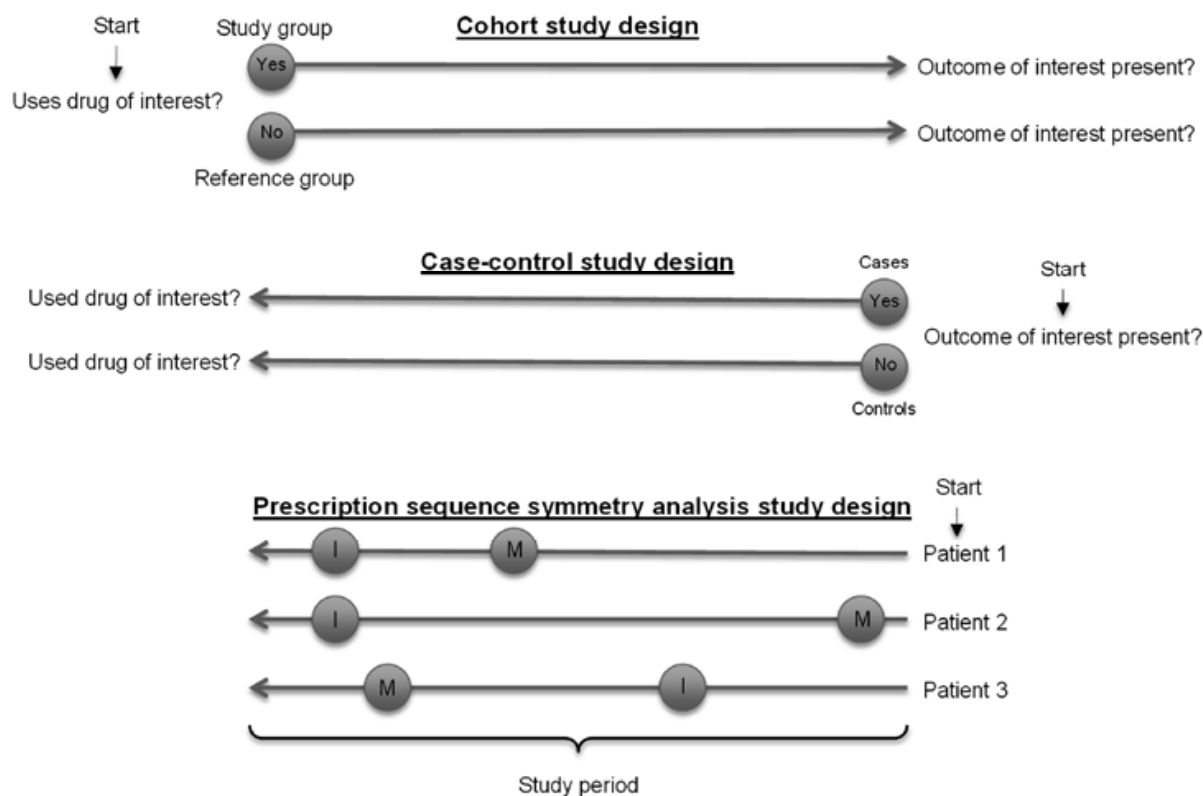 Start
Study group
Cohort study design
Yes
Uses drug of interest?
Outcome of interest present?
No
Outcome of interest present?
Reference group
Case-control study design
Cases
Start
Used drug of interest?
Yes
Outcome of interest present?
Used drug of interest?
No
Controls
Start
Prescription sequence symmetry analysis study design
I
M
Patient 1
I
M
Patient 2
M
I
Patient 3
Study period